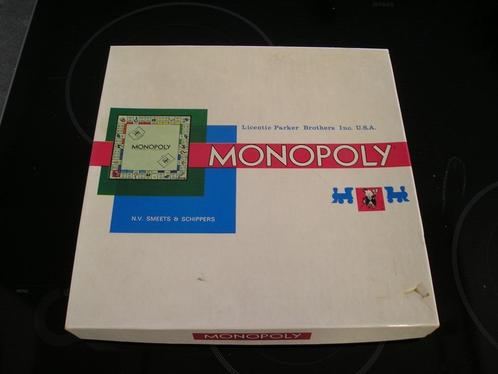 Licentie Parker Brothers Inc. U.S.A.
MONOPOLY
MONOPOLY
N.V. SMEETS & SCHIPPERS
MONOPOLY